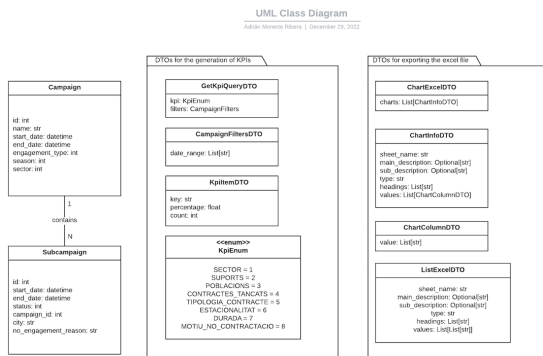 UML Class Diagram
Adrián Moreste Ribera | December 29, 2022
Campaign
id: int
name: str
start_date: datetime
end_date: datetime
engagement_type: int
season: int
sector: int
1
contains
N
Subcampaign
id: int
start_date: datetime
end_date: datetime
status: int
campaign_id: int
city: str
no_engagement_reason: str
DTOs for the generation of KPIs
GetKpiQueryDTO
kpi: KpiEnum
filters: CampaignFilters
CampaignFiltersDTO
date_range: List[str]
KpiItemDTO
key: str
percentage: float
count: int
<<enum>>
KpiEnum
SECTOR = 1
SUPORTS = 2
POBLACIONS = 3
CONTRACTES_TANCATS = 4
TIPOLOGIA_CONTRACTE = 5
ESTACIONALITAT = 6
DURADA = 7
MOTIU_NO_CONTRACTACIO = 8
DTOs for exporting the excel file
ChartExcelDTO
charts: List[ChartInfoDTO]
ChartInfoDTO
sheet_name: str
main_description: Optional[str]
sub_description: Optional[str]
type: str
headings: List[str]
values: List[ChartColumnDTO]
ChartColumnDTO
value: List[str]
ListExcelDTO
sheet_name: str
main_description: Optional[str]
sub_description: Optional[str]
type: str
headings: List[str]
values: List[List[str]]